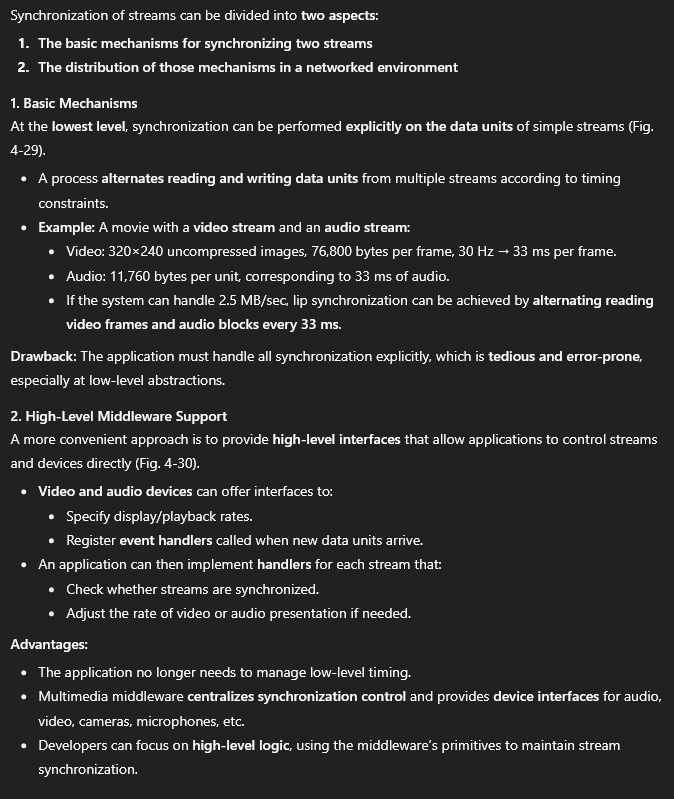 Synchronization of streams can be divided into two aspects:
1. The basic mechanisms for synchronizing two streams
2. The distribution of those mechanisms in a networked environment
1. Basic Mechanisms
At the lowest level, synchronization can be performed explicitly on the data units of simple streams (Fig.
4-29).
• A process alternates reading and writing data units from multiple streams according to timing
constraints.
• Example: A movie with a video stream and an audio stream:
• Video: 320×240 uncompressed images, 76,800 bytes per frame, 30 Hz → 33 ms per frame.
• Audio: 11,760 bytes per unit, corresponding to 33 ms of audio.
• If the system can handle 2.5 MB/sec, lip synchronization can be achieved by alternating reading
video frames and audio blocks every 33 ms.
Drawback: The application must handle all synchronization explicitly, which is tedious and error-prone,
especially at low-level abstractions.
2. High-Level Middleware Support
A more convenient approach is to provide high-level interfaces that allow applications to control streams
and devices directly (Fig. 4-30).
• Video and audio devices can offer interfaces to:
• Specify display/playback rates.
• Register event handlers called when new data units arrive.
• An application can then implement handlers for each stream that:
• Check whether streams are synchronized.
• Adjust the rate of video or audio presentation if needed.
Advantages:
• The application no longer needs to manage low-level timing.
• Multimedia middleware centralizes synchronization control and provides device interfaces for audio,
video, cameras, microphones, etc.
• Developers can focus on high-level logic, using the middleware's primitives to maintain stream
synchronization.